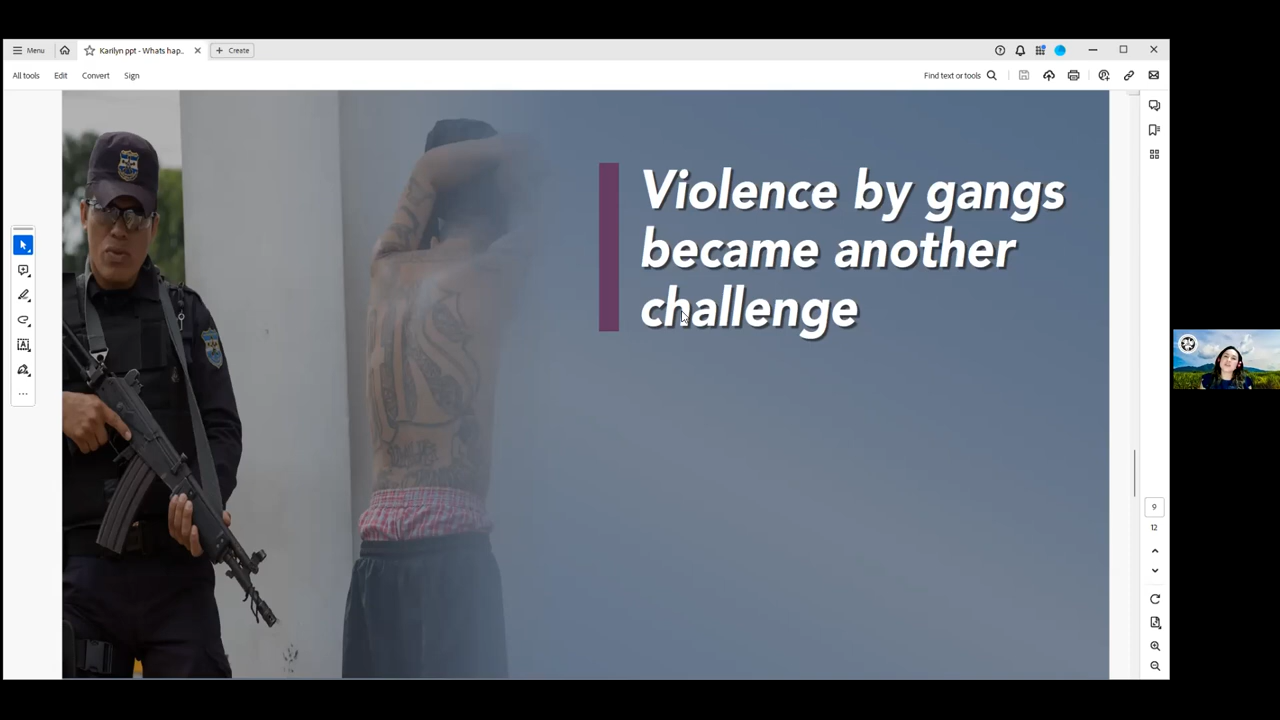 Menu
Karilyn ppt - Whats hap..
Create
All tools Edit Convert Sign
Find text or tools
Violence by gangs
became another
challenge
9
12